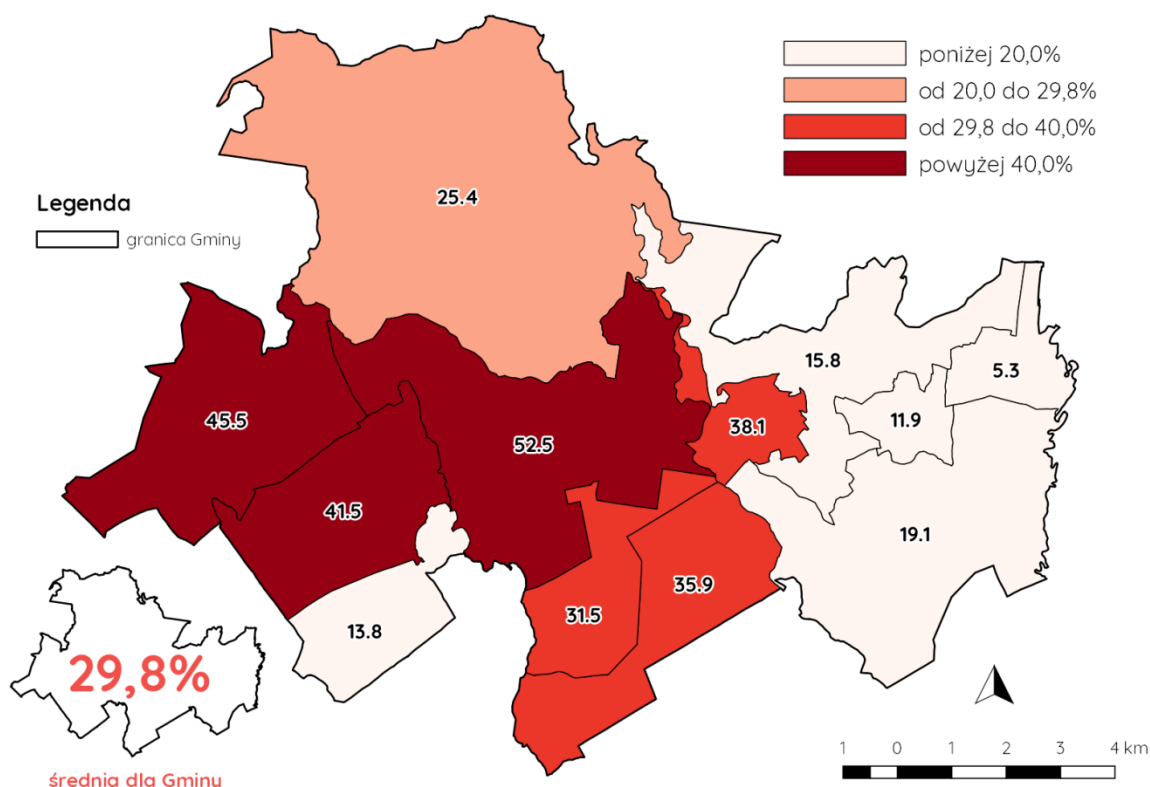 poniżej 20,0%
od 20,0 do 29,8%
od 29,8 do 40,0%
powyżej 40,0%
Legenda
granica Gminy
25.4
15.8
5.3
45.5
11.9
38.1
52.5
41.5
19.1
35.9
31.5
13.8
29,8%
średnia dla Gminu
1 0 1 2 3 4 km